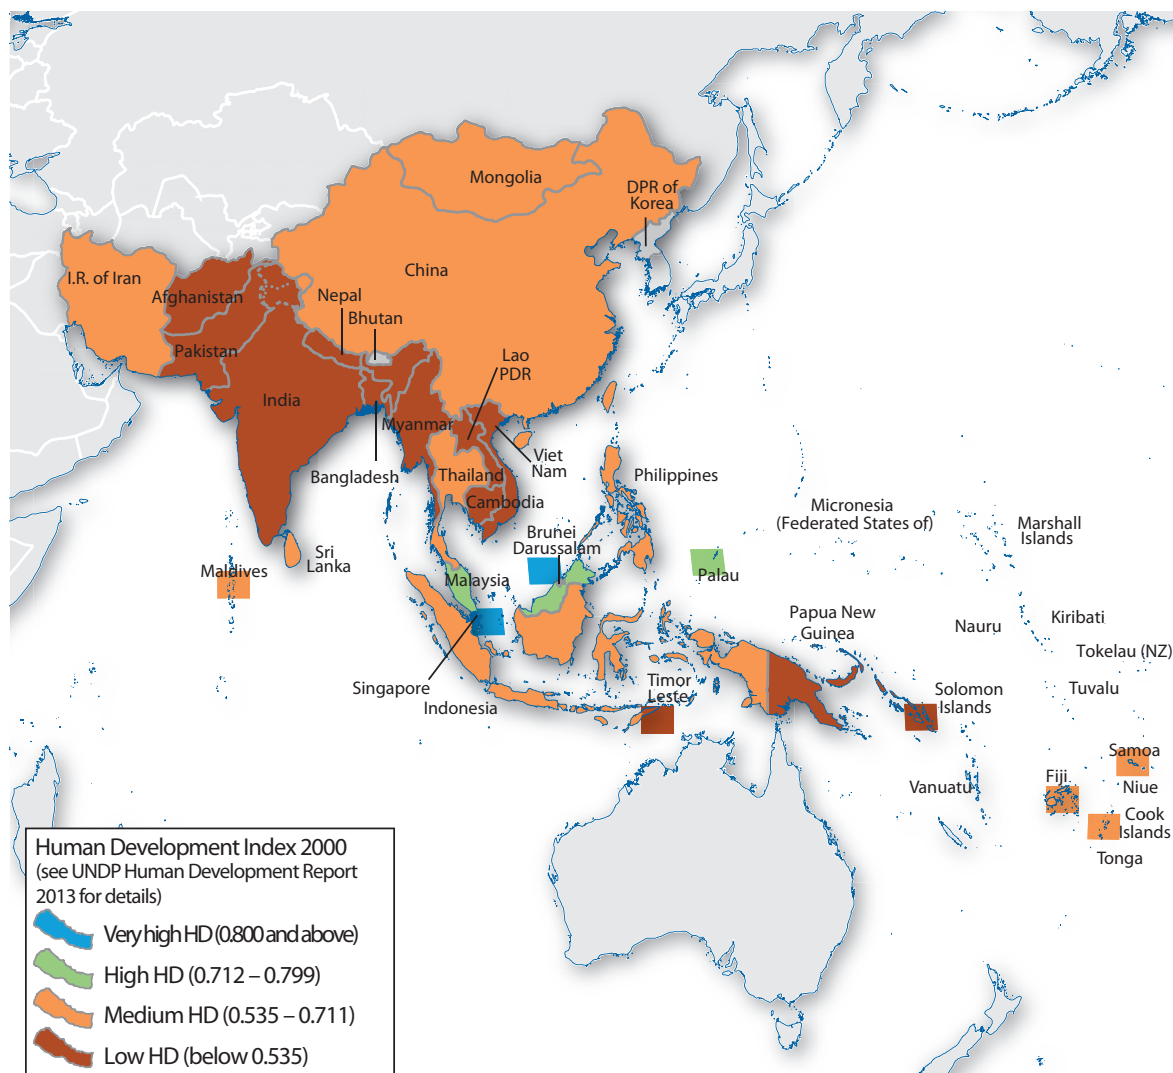 Mongolia
DPR of
Korea
China
I.R. of Iran
Afghanistan
Nepal
Bhutan
Pakistan
Lao
PDR
India
Myanmar
Viet
Nam
Bangladesh
Thailand
Philippines
Cambodia
Micronesia
(Federated States of)
Marshall
Islands
Brunei
Darussalam
Sri
Lanka
Maldives
Malaysia
Palau
Papua New
Guinea
Nauru
Kiribati
Tokelau (NZ)
Singapore
Indonesia
Timor
Leste
Solomon
Islands
Tuvalu
Samoa
Vanuatu
Fiji
Niue
Cook
Islands
Tonga
Human Development Index 2000
(see UNDP Human Development Report
2013 for details)
Very high HD (0.800 and above)
High HD (0.712 – 0.799)
Medium HD (0.535 – 0.711)
Low HD (below 0.535)